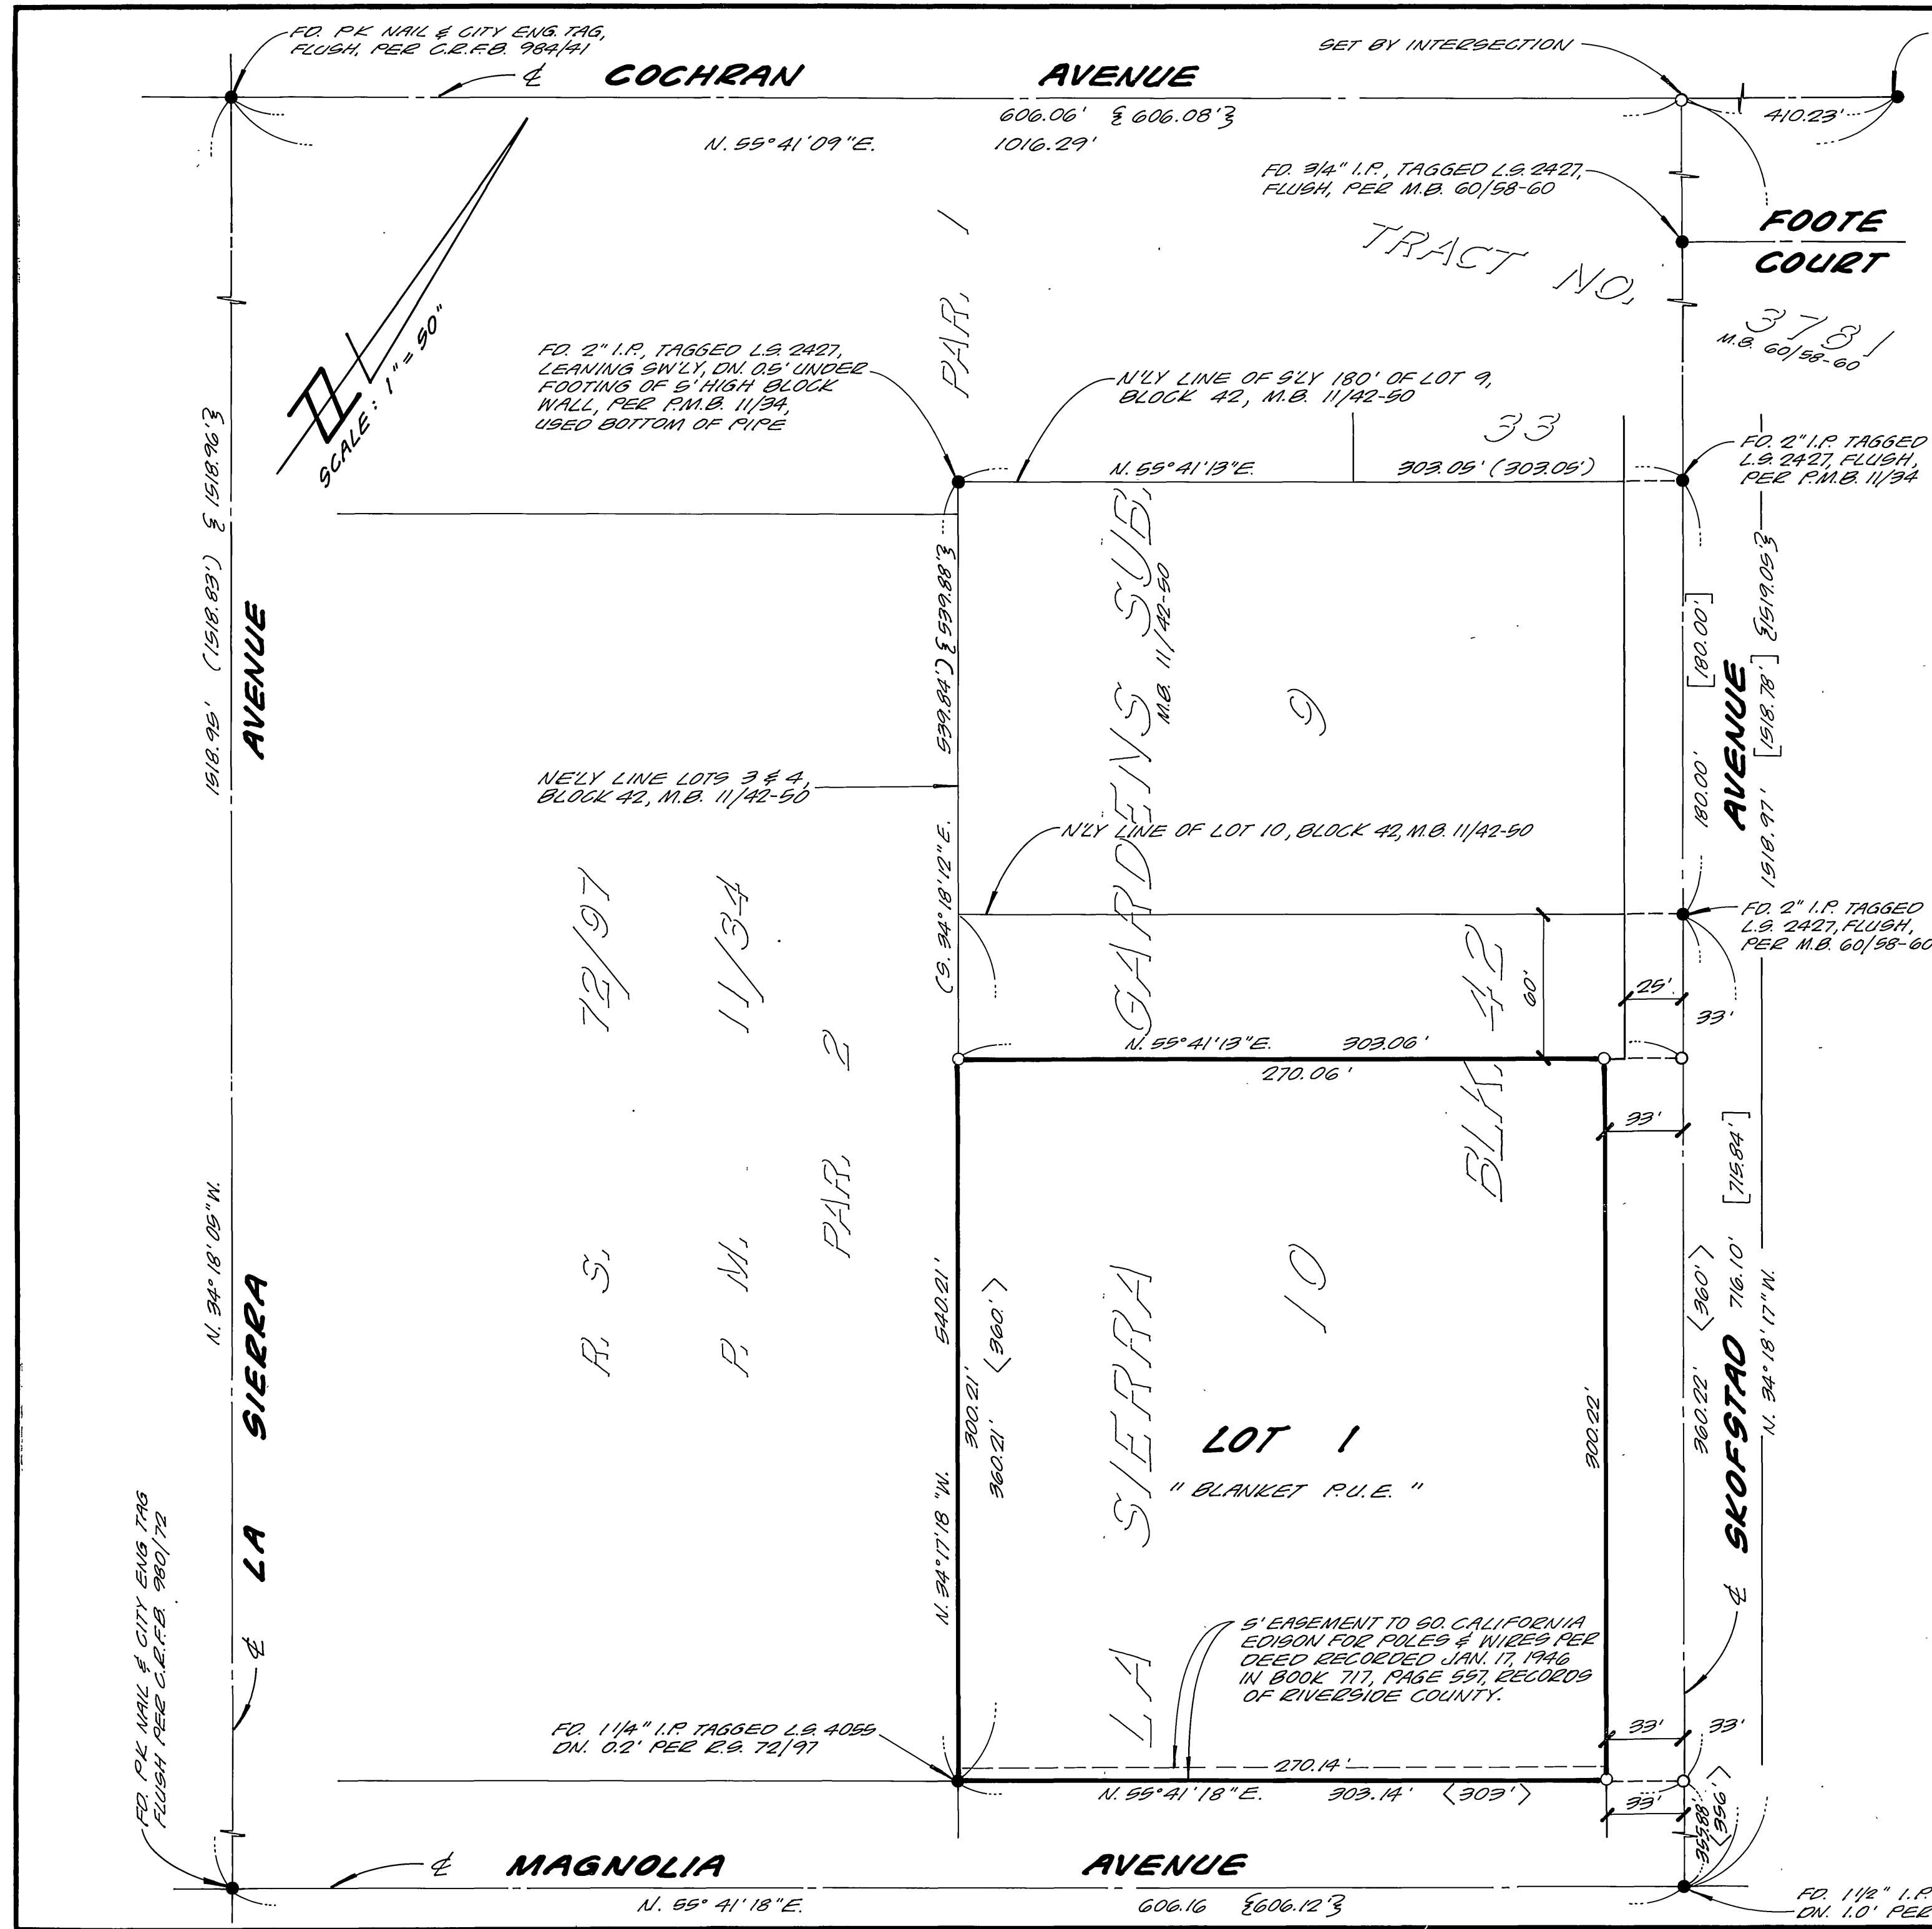 FD. PK NAIL & CITY ENG. TAG,
FLUSH, PER C.R.F.B. 984/41
SET BY INTERSECTION
℄ COCHRAN AVENUE
606.06' {606.08'}
410.23'
N. 55°41'09"E. 1016.29'
FD. 3/4" I.P., TAGGED L.S. 2427,
FLUSH, PER M.B. 60/58-60
FOOTE
COURT
TRACT NO.
3781
M.B. 60/58-60
SCALE: 1" = 50"
PAR. 1
FD. 2" I.P., TAGGED L.S. 2427,
LEANING SW'LY, DN. 0.5' UNDER
FOOTING OF 5' HIGH BLOCK
WALL, PER P.M.B. 11/34,
USED BOTTOM OF PIPE
N'LY LINE OF S'LY 180' OF LOT 9,
BLOCK 42, M.B. 11/42-50
33
N. 55°41'13"E. 303.05' (303.05')
FD. 2" I.P. TAGGED
L.S. 2427, FLUSH,
PER P.M.B. 11/34
1518.95' (1518.83') {1518.96'}
N. 34°18'05"W.
℄ LA SIERRA AVENUE
(S. 34°18'12"E. 539.84') {539.88'}
LA SIERRA GARDENS SUB.
M.B. 11/42-50
9
180.00' [180.00']
℄ SKOFSTAD AVENUE
1518.97' [1518.78'] {1519.05'}
NE'LY LINE LOTS 3 & 4,
BLOCK 42, M.B. 11/42-50
N'LY LINE OF LOT 10, BLOCK 42, M.B. 11/42-50
FD. 2" I.P. TAGGED
L.S. 2427, FLUSH,
PER M.B. 60/58-60
R. S. 72/97
P. M. 11/34
PAR. 2
BLK. 42
60'
25'
33'
N. 55°41'13"E. 303.06'
270.06'
33'
716.10' [715.84']
N. 34°18'17"W.
360.22' <360'>
10
N. 34°17'18"W. 540.21'
300.21'
360.21' <360.'>
300.22'
LOT 1
" BLANKET P.U.E. "
5' EASEMENT TO SO. CALIFORNIA
EDISON FOR POLES & WIRES PER
DEED RECORDED JAN. 17, 1946
IN BOOK 717, PAGE 557, RECORDS
OF RIVERSIDE COUNTY.
FD. PK NAIL & CITY ENG TAG
FLUSH PER C.R.F.B. 980/72
FD. 1 1/4" I.P. TAGGED L.S. 4055
DN. 0.2' PER R.S. 72/97
33' 33'
270.14'
N. 55°41'18"E. 303.14' <303'>
33'
355.88'
<356'>
℄ MAGNOLIA AVENUE
N. 55°41'18"E. 606.16 {606.12'}
FD. 1 1/2" I.P.
DN. 1.0' PER